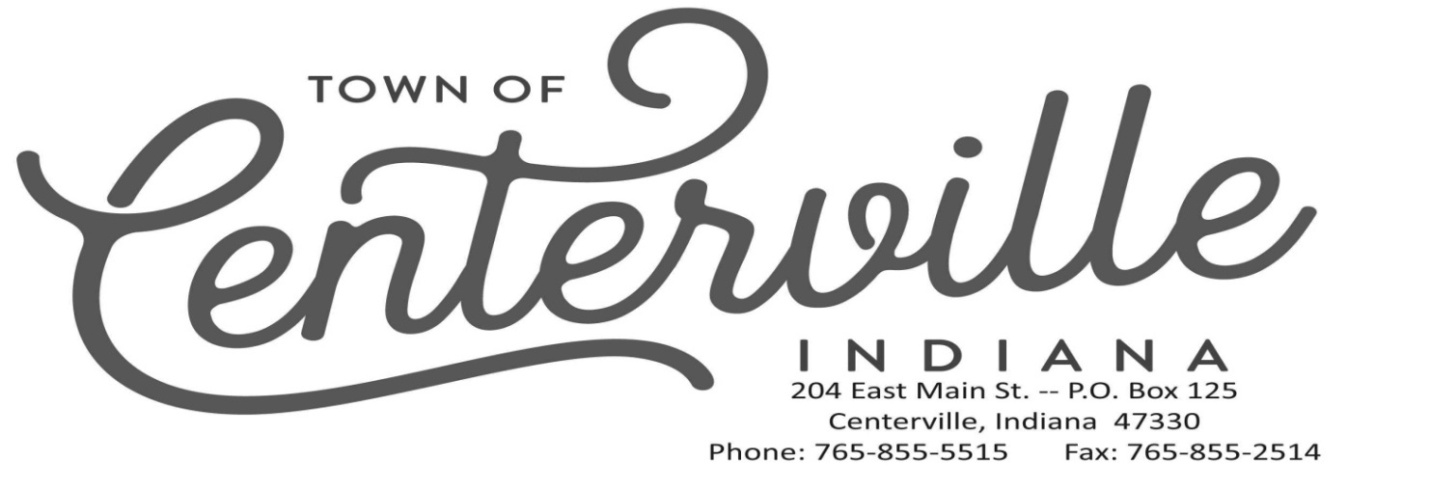 TOWN OF
Centerville
INDIANA
204 East Main St. -- P.O. Box 125
Centerville, Indiana  47330
Phone: 765-855-5515 Fax: 765-855-2514